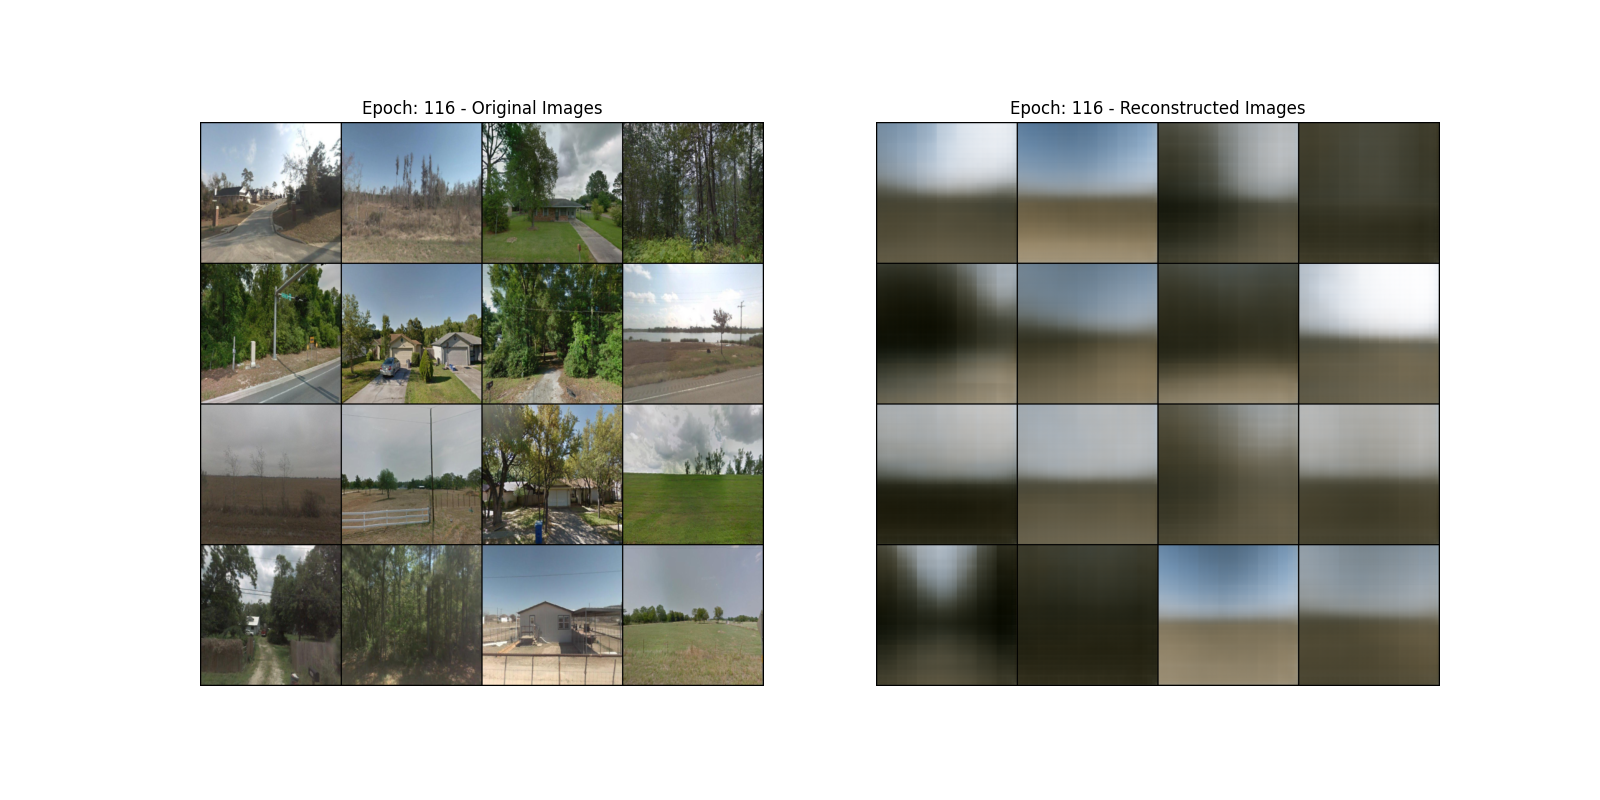 Epoch: 116 - Original Images
Epoch: 116 - Reconstructed Images